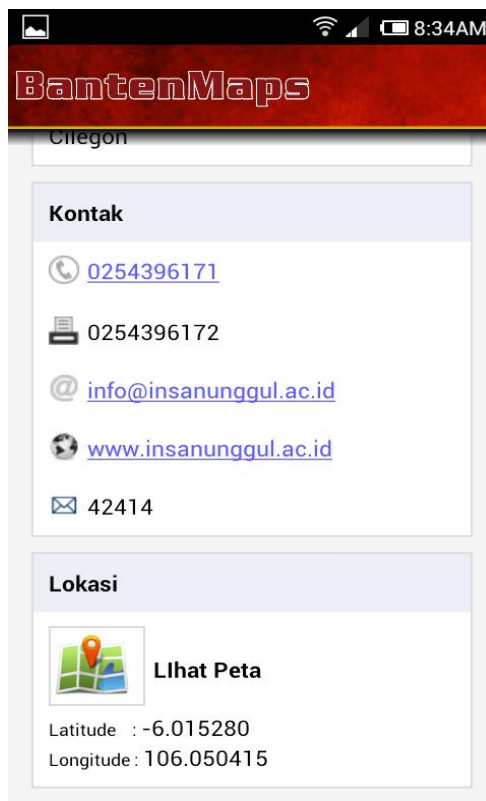 8:34AM
BantenMaps
Cilegon
Kontak
0254396171
0254396172
info@insanunggul.ac.id
www.insanunggul.ac.id
42414
Lokasi
LIhat Peta
Latitude : -6.015280
Longitude : 106.050415